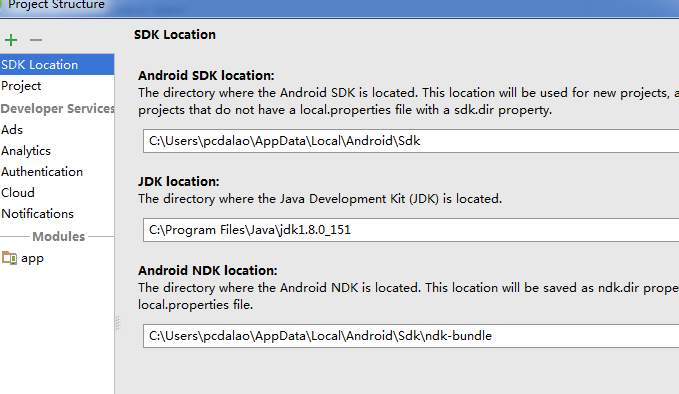 Project Structure
SDK Location
Project
Developer Services
Ads
Analytics
Authentication
Cloud
Notifications
Modules
app
SDK Location
Android SDK location:
The directory where the Android SDK is located. This location will be used for new projects, a
projects that do not have a local.properties file with a sdk.dir property.
C:\Users\pcdalao\AppData\Local\Android\Sdk
JDK location:
The directory where the Java Development Kit (JDK) is located.
C:\Program Files\Java\jdk1.8.0_151
Android NDK location:
The directory where the Android NDK is located. This location will be saved as ndk.dir prope
local.properties file.
C:\Users\pcdalao\AppData\Local\Android\Sdk\ndk-bundle